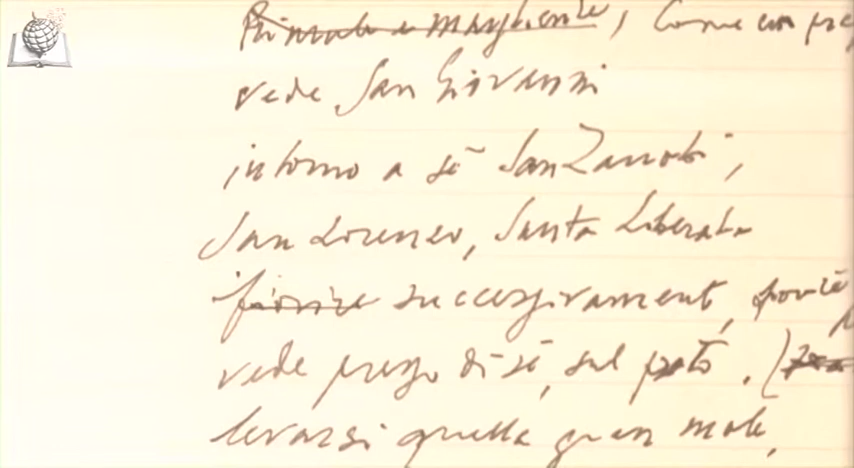 , Come un
vede San Giovanni
intorno a sé San Zanobi,
San Lorenzo, Santa Liberata
fiorire successivamente,
vede presso di sé, sul prato. (
levarsi quella gran mole,